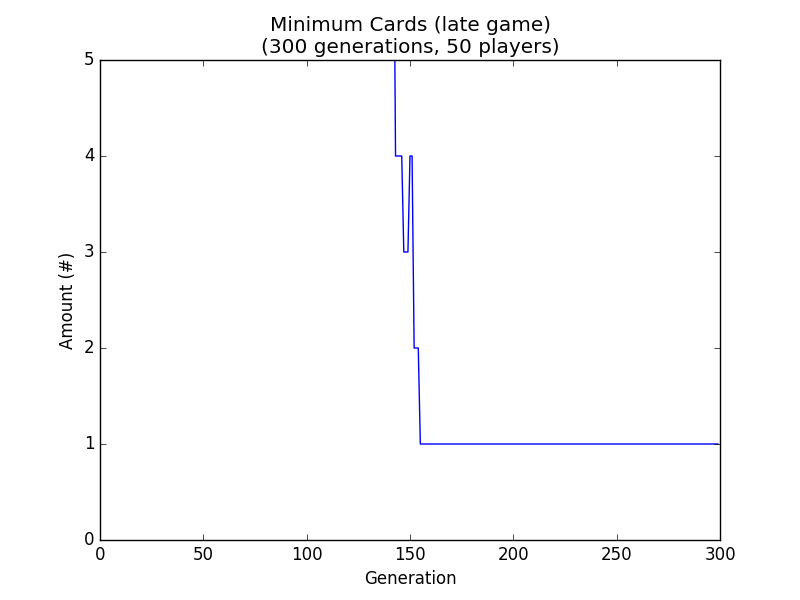 Minimum Cards (late game)
(300 generations, 50 players)
5
4
3
2
1
0
Amount (#)
0 50 100 150 200 250 300
Generation